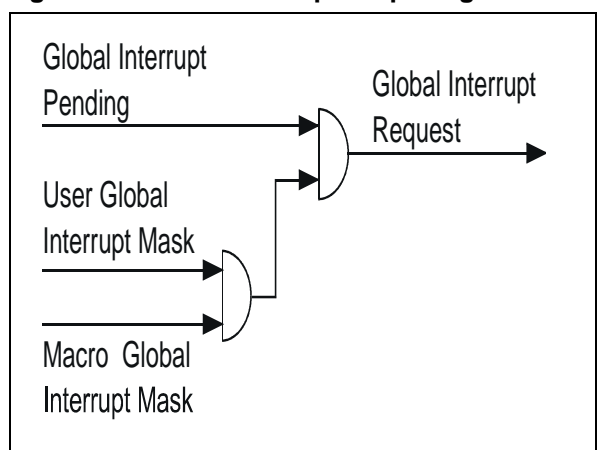 Global Interrupt
Pending
Global Interrupt
Request
User Global
Interrupt Mask
Macro Global
Interrupt Mask